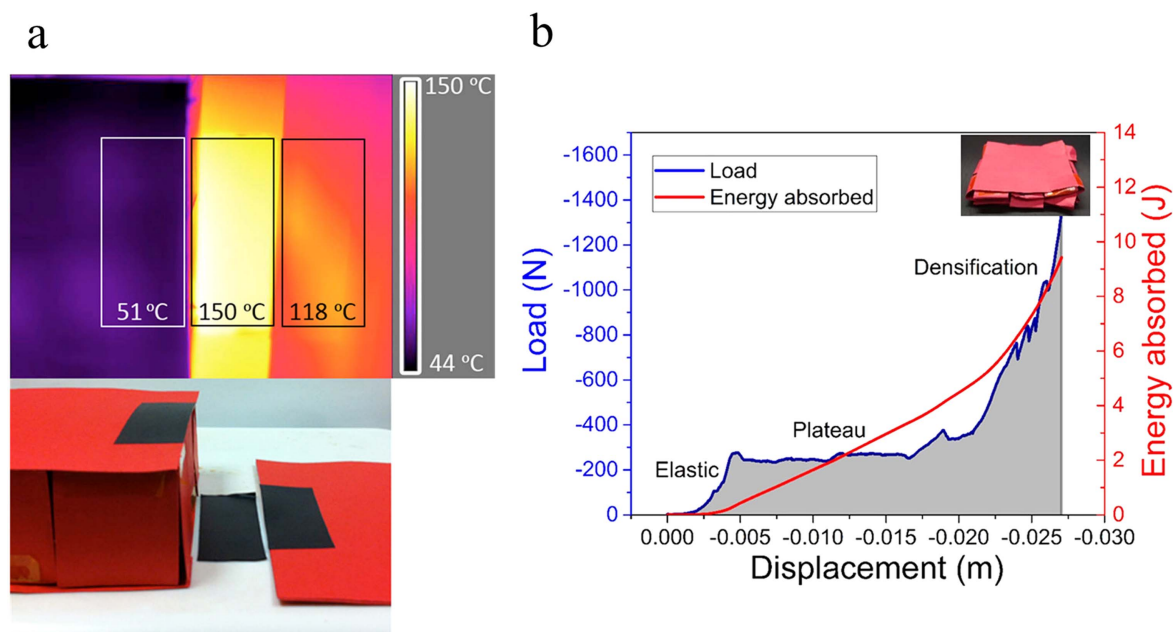 a
150 ºC
51 ºC
150 ºC
118 ºC
44 ºC
b
Load (N)
-1600
-1400
-1200
-1000
-800
-600
-400
-200
0
Load
Energy absorbed
Elastic
Plateau
Densification
14
12
10
8
6
4
2
0
Energy absorbed (J)
0.000 -0.005 -0.010 -0.015 -0.020 -0.025 -0.030
Displacement (m)